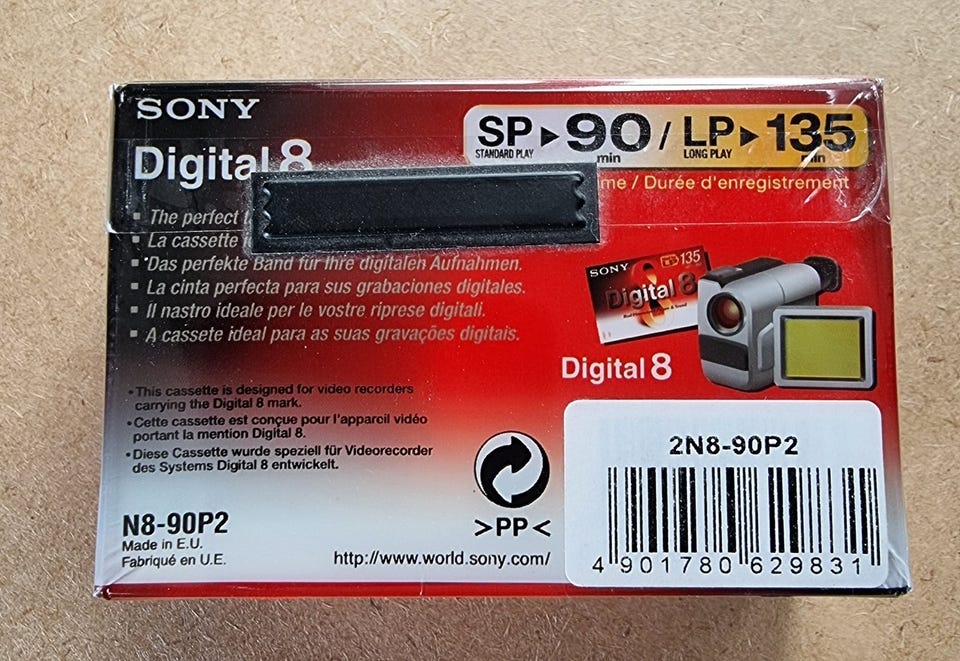 SONY
SP ▶ 90 / LP ▶ 135
STANDARD PLAY min LONG PLAY min
Digital 8
/ Durée d'enregistrement
▪ The perfect
▪ La cassette
▪ Das perfekte Band für Ihre digitalen Aufnahmen.
▪ La cinta perfecta para sus grabaciones digitales.
▪ Il nastro ideale per le vostre riprese digitali.
▪ A cassete ideal para as suas gravações digitais.
SONY 135
Digital 8
Digital 8
• This cassette is designed for video recorders
carrying the Digital 8 mark.
• Cette cassette est conçue pour l'appareil vidéo
portant la mention Digital 8.
• Diese Cassette wurde speziell für Videorecorder
des Systems Digital 8 entwickelt.
N8-90P2
Made in E.U.
Fabriqué en U.E.
>PP<
http://www.world.sony.com/
2N8-90P2
4 901780 629831